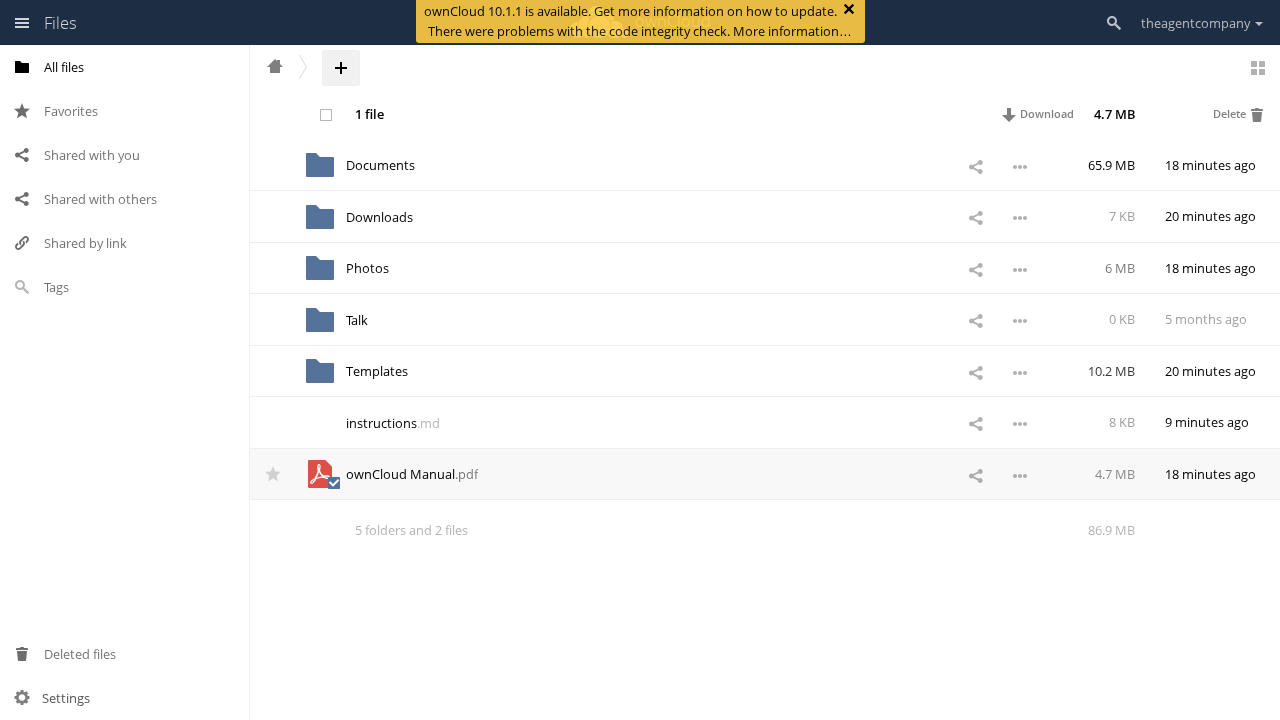 Files
ownCloud 10.1.1 is available. Get more information on how to update.
There were problems with the code integrity check. More information…
theagentcompany
All files
Favorites
Shared with you
Shared with others
Shared by link
Tags
Deleted files
Settings
1 file Download 4.7 MB Delete
Documents 65.9 MB 18 minutes ago
Downloads 7 KB 20 minutes ago
Photos 6 MB 18 minutes ago
Talk 0 KB 5 months ago
Templates 10.2 MB 20 minutes ago
instructions.md 8 KB 9 minutes ago
ownCloud Manual.pdf 4.7 MB 18 minutes ago
5 folders and 2 files 86.9 MB